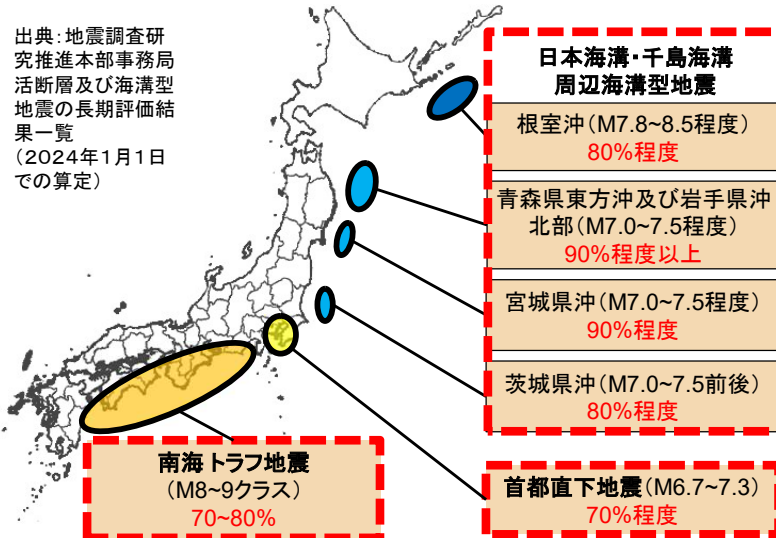 出典:地震調査研
究推進本部事務局
活断層及び海溝型
地震の長期評価結
果一覧
(2024年1月1日
での算定)
日本海溝・千島海溝
周辺海溝型地震
根室沖(M7.8~8.5程度)
80%程度
青森県東方沖及び岩手県沖
北部(M7.0~7.5程度)
90%程度以上
宮城県沖(M7.0~7.5程度)
90%程度
茨城県沖(M7.0~7.5前後)
80%程度
南海トラフ地震
(M8~9クラス)
70~80%
首都直下地震(M6.7~7.3)
70%程度